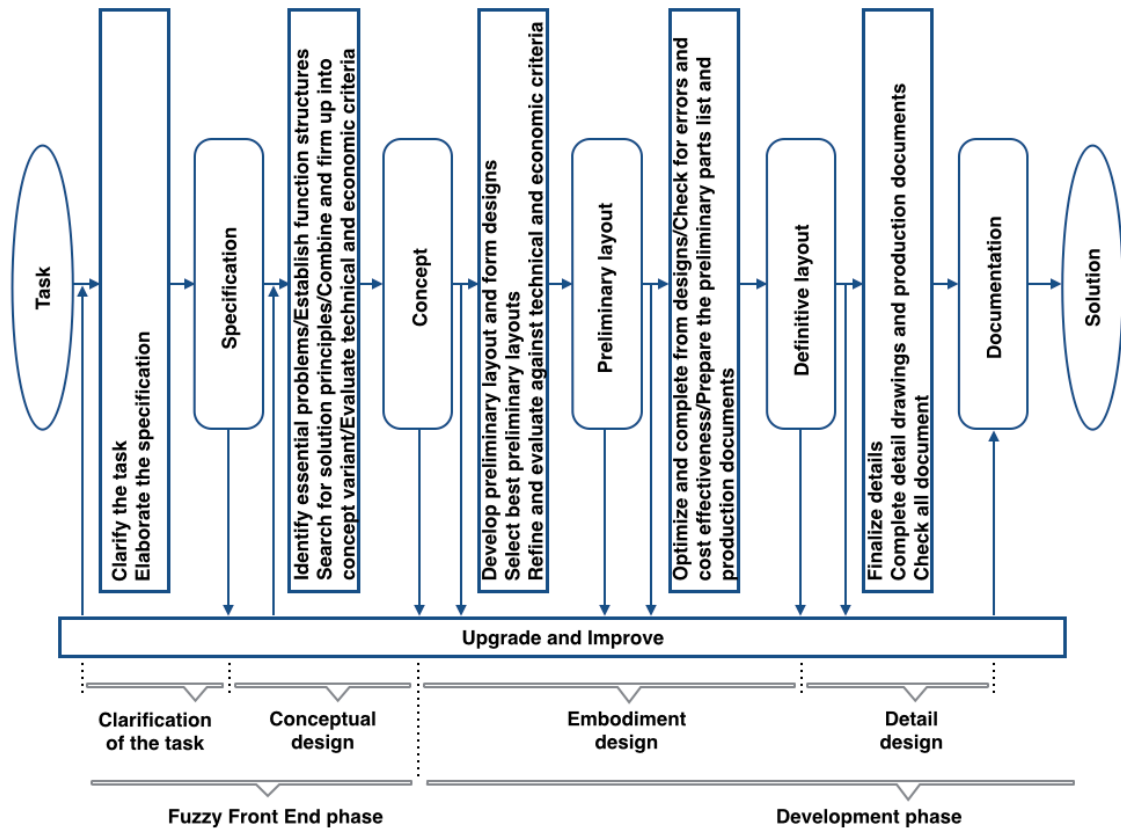 Task
Clarify the task
Elaborate the specification
Specification
Identify essential problems/Establish function structures
Search for solution principles/Combine and firm up into
concept variant/Evaluate technical and economic criteria
Concept
Develop preliminary layout and form designs
Select best preliminary layouts
Refine and evaluate against technical and economic criteria
Preliminary layout
Optimize and complete from designs/Check for errors and
cost effectiveness/Prepare the preliminary parts list and
production documents
Definitive layout
Finalize details
Complete detail drawings and production documents
Check all document
Documentation
Solution
Upgrade and Improve
Clarification
of the task
Conceptual
design
Embodiment
design
Detail
design
Fuzzy Front End phase
Development phase